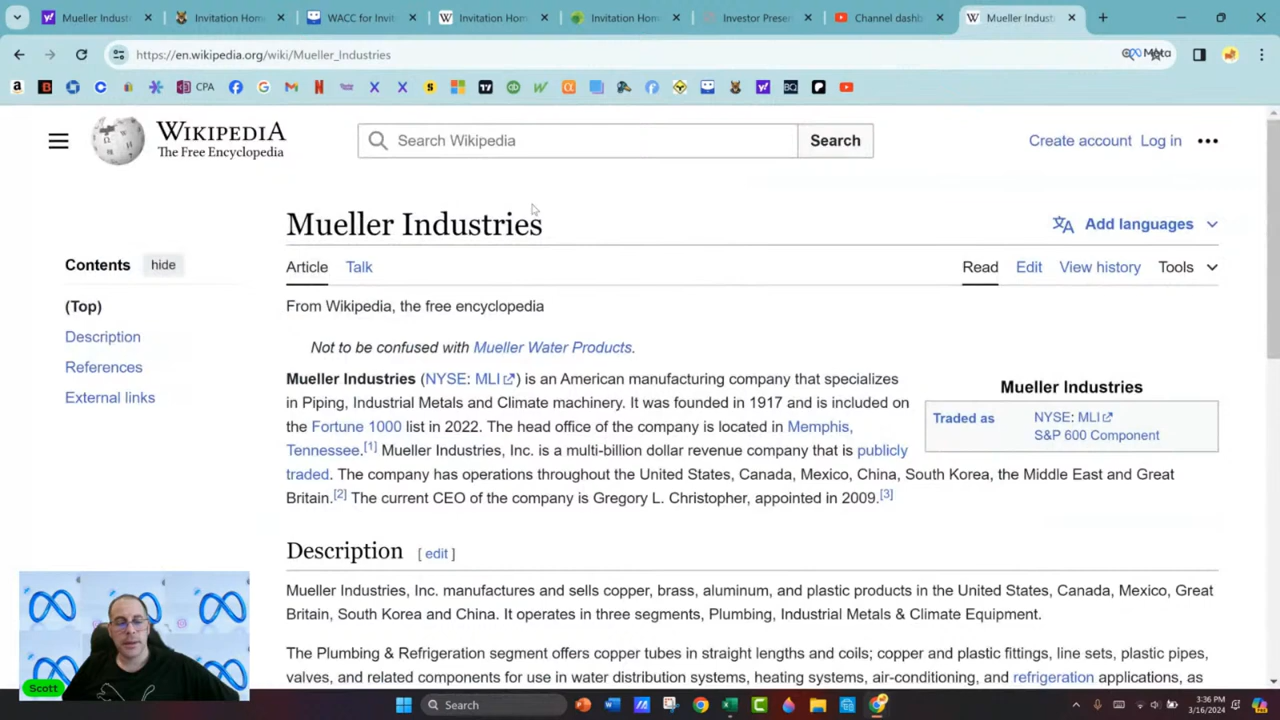 Mueller Indust
Invitation Hom
WACC for Invit
Invitation Hom
Invitation Hom
Investor Presen
Channel dashb
Mueller Indust
https://en.wikipedia.org/wiki/Mueller_Industries
Meta
CPA
WIKIPEDIA
The Free Encyclopedia
Search Wikipedia
Search
Create account Log in
Mueller Industries
Add languages
Contents hide
Article Talk
Read Edit View history Tools
(Top)
Description
References
External links
From Wikipedia, the free encyclopedia
Not to be confused with Mueller Water Products.
Mueller Industries (NYSE: MLI) is an American manufacturing company that specializes
in Piping, Industrial Metals and Climate machinery. It was founded in 1917 and is included on
the Fortune 1000 list in 2022. The head office of the company is located in Memphis,
Tennessee.[1] Mueller Industries, Inc. is a multi-billion dollar revenue company that is publicly
traded. The company has operations throughout the United States, Canada, Mexico, China, South Korea, the Middle East and Great
Britain.[2] The current CEO of the company is Gregory L. Christopher, appointed in 2009.[3]
Mueller Industries
Traded as NYSE: MLI
S&P 600 Component
Description [ edit ]
Mueller Industries, Inc. manufactures and sells copper, brass, aluminum, and plastic products in the United States, Canada, Mexico, Great
Britain, South Korea and China. It operates in three segments, Plumbing, Industrial Metals & Climate Equipment.
The Plumbing & Refrigeration segment offers copper tubes in straight lengths and coils; copper and plastic fittings, line sets, plastic pipes,
valves, and related components for use in water distribution systems, heating systems, air-conditioning, and refrigeration applications, as
Scott
Search
3:36 PM
3/16/2024